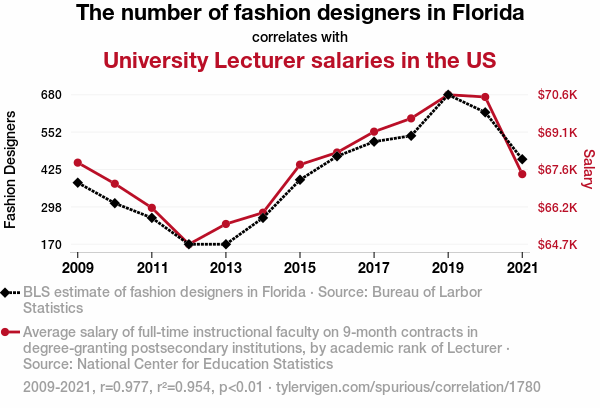 The number of fashion designers in Florida
correlates with
University Lecturer salaries in the US
680 $70.6K
552 $69.1K
425 $67.6K
298 $66.2K
170 $64.7K
Fashion Designers
Salary
2009 2011 2013 2015 2017 2019 2021
BLS estimate of fashion designers in Florida · Source: Bureau of Larbor
Statistics
Average salary of full-time instructional faculty on 9-month contracts in
degree-granting postsecondary institutions, by academic rank of Lecturer ·
Source: National Center for Education Statistics
2009-2021, r=0.977, r²=0.954, p<0.01 · tylervigen.com/spurious/correlation/1780